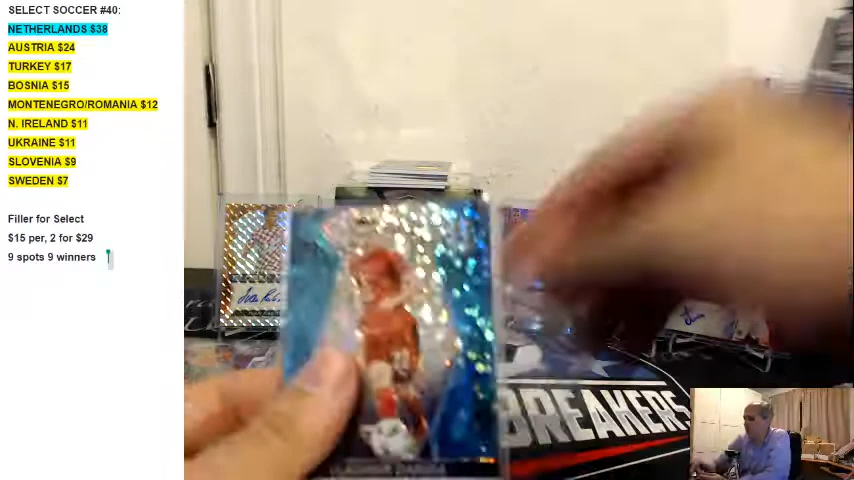 SELECT SOCCER #40:
NETHERLANDS $38
AUSTRIA $24
TURKEY $17
BOSNIA $15
MONTENEGRO/ROMANIA $12
N. IRELAND $11
UKRAINE $11
SLOVENIA $9
SWEDEN $7
Filler for Select
$15 per, 2 for $29
9 spots 9 winners
BREAKERS